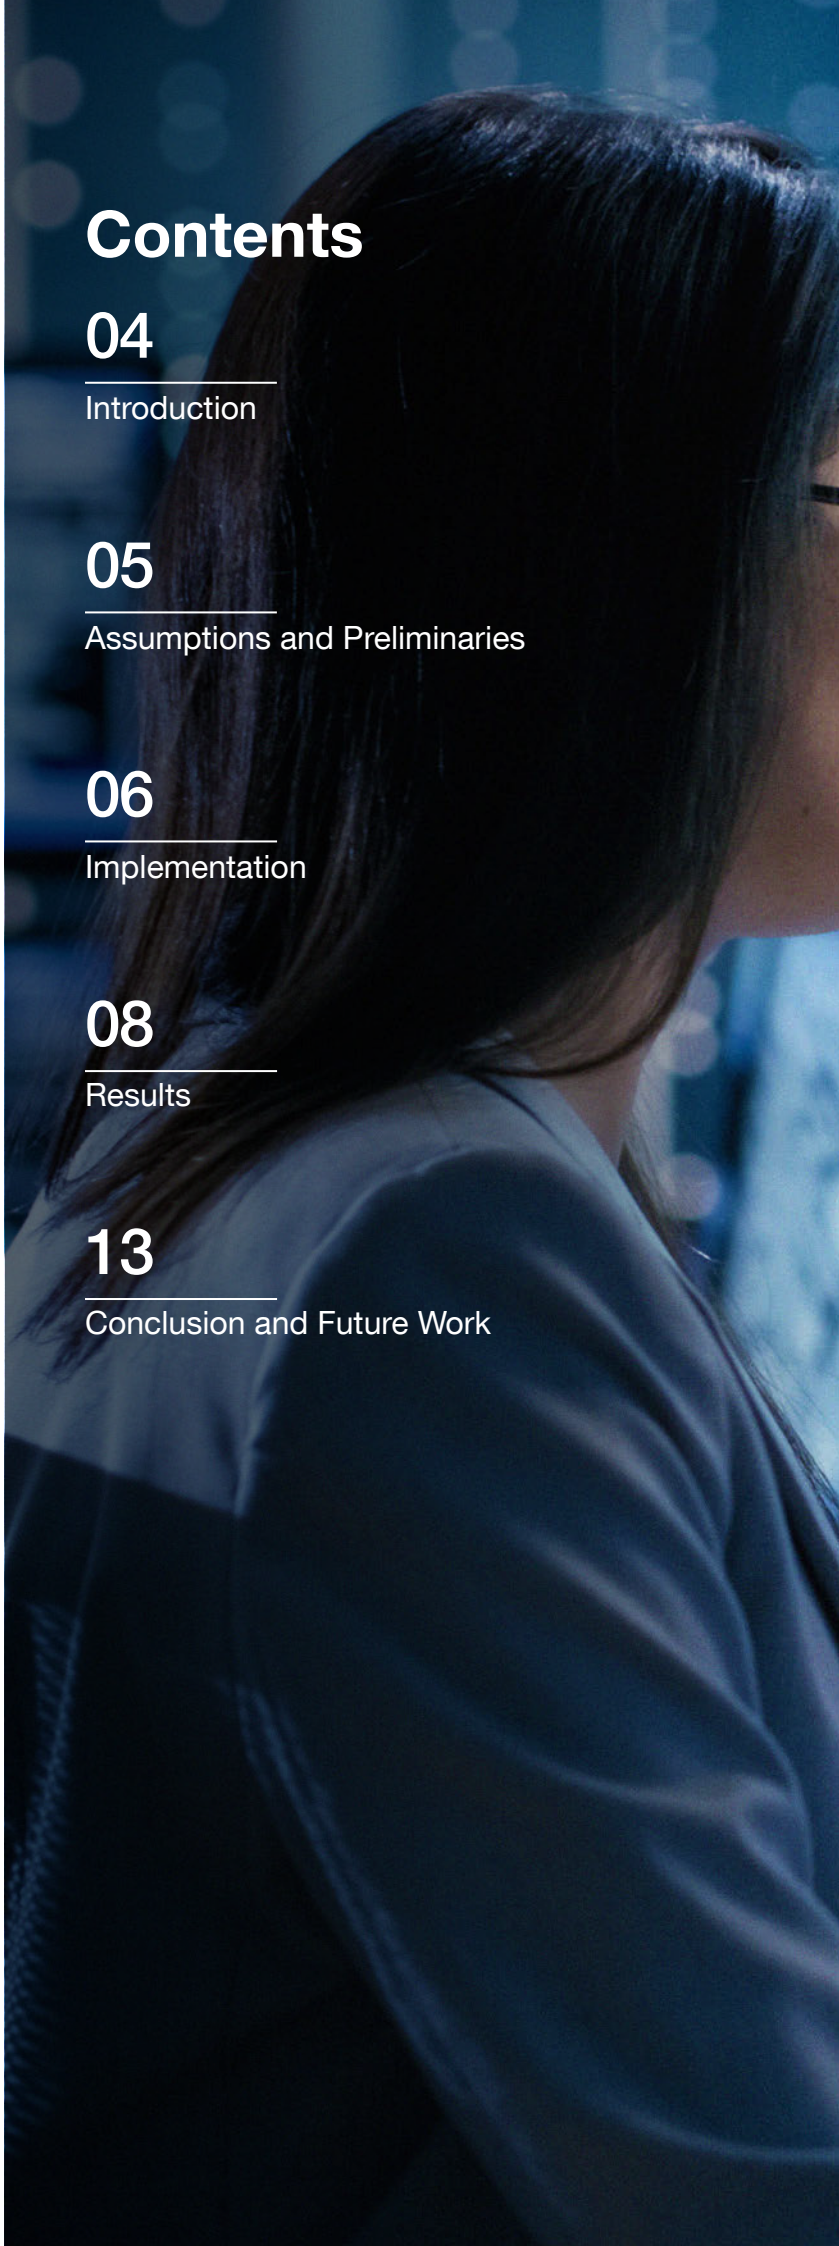 Contents
04
Introduction
05
Assumptions and Preliminaries
06
Implementation
08
Results
13
Conclusion and Future Work